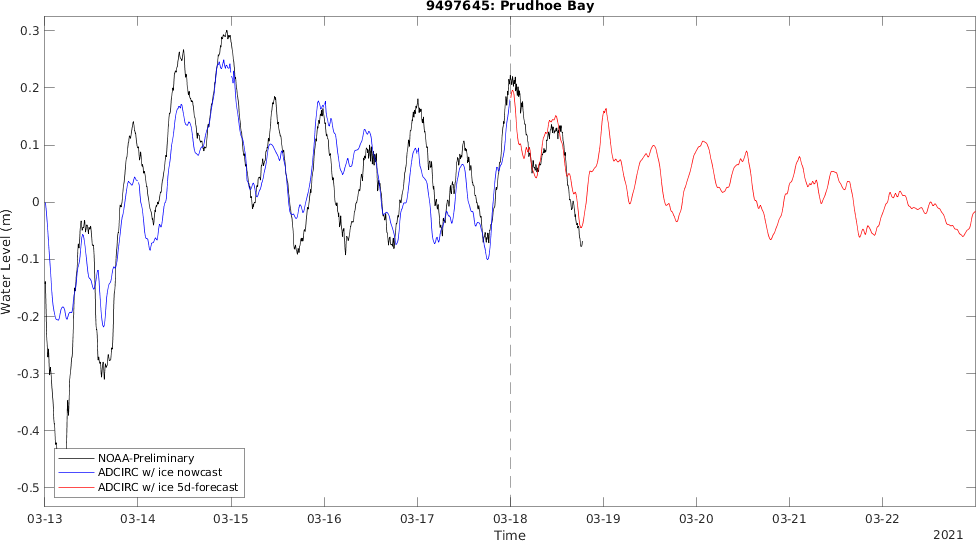 9497645: Prudhoe Bay
0.3
0.2
0.1
0
-0.1
-0.2
-0.3
-0.4
-0.5
Water Level (m)
NOAA-Preliminary
ADCIRC w/ ice nowcast
ADCIRC w/ ice 5d-forecast
03-13 03-14 03-15 03-16 03-17 03-18 03-19 03-20 03-21 03-22
Time
2021